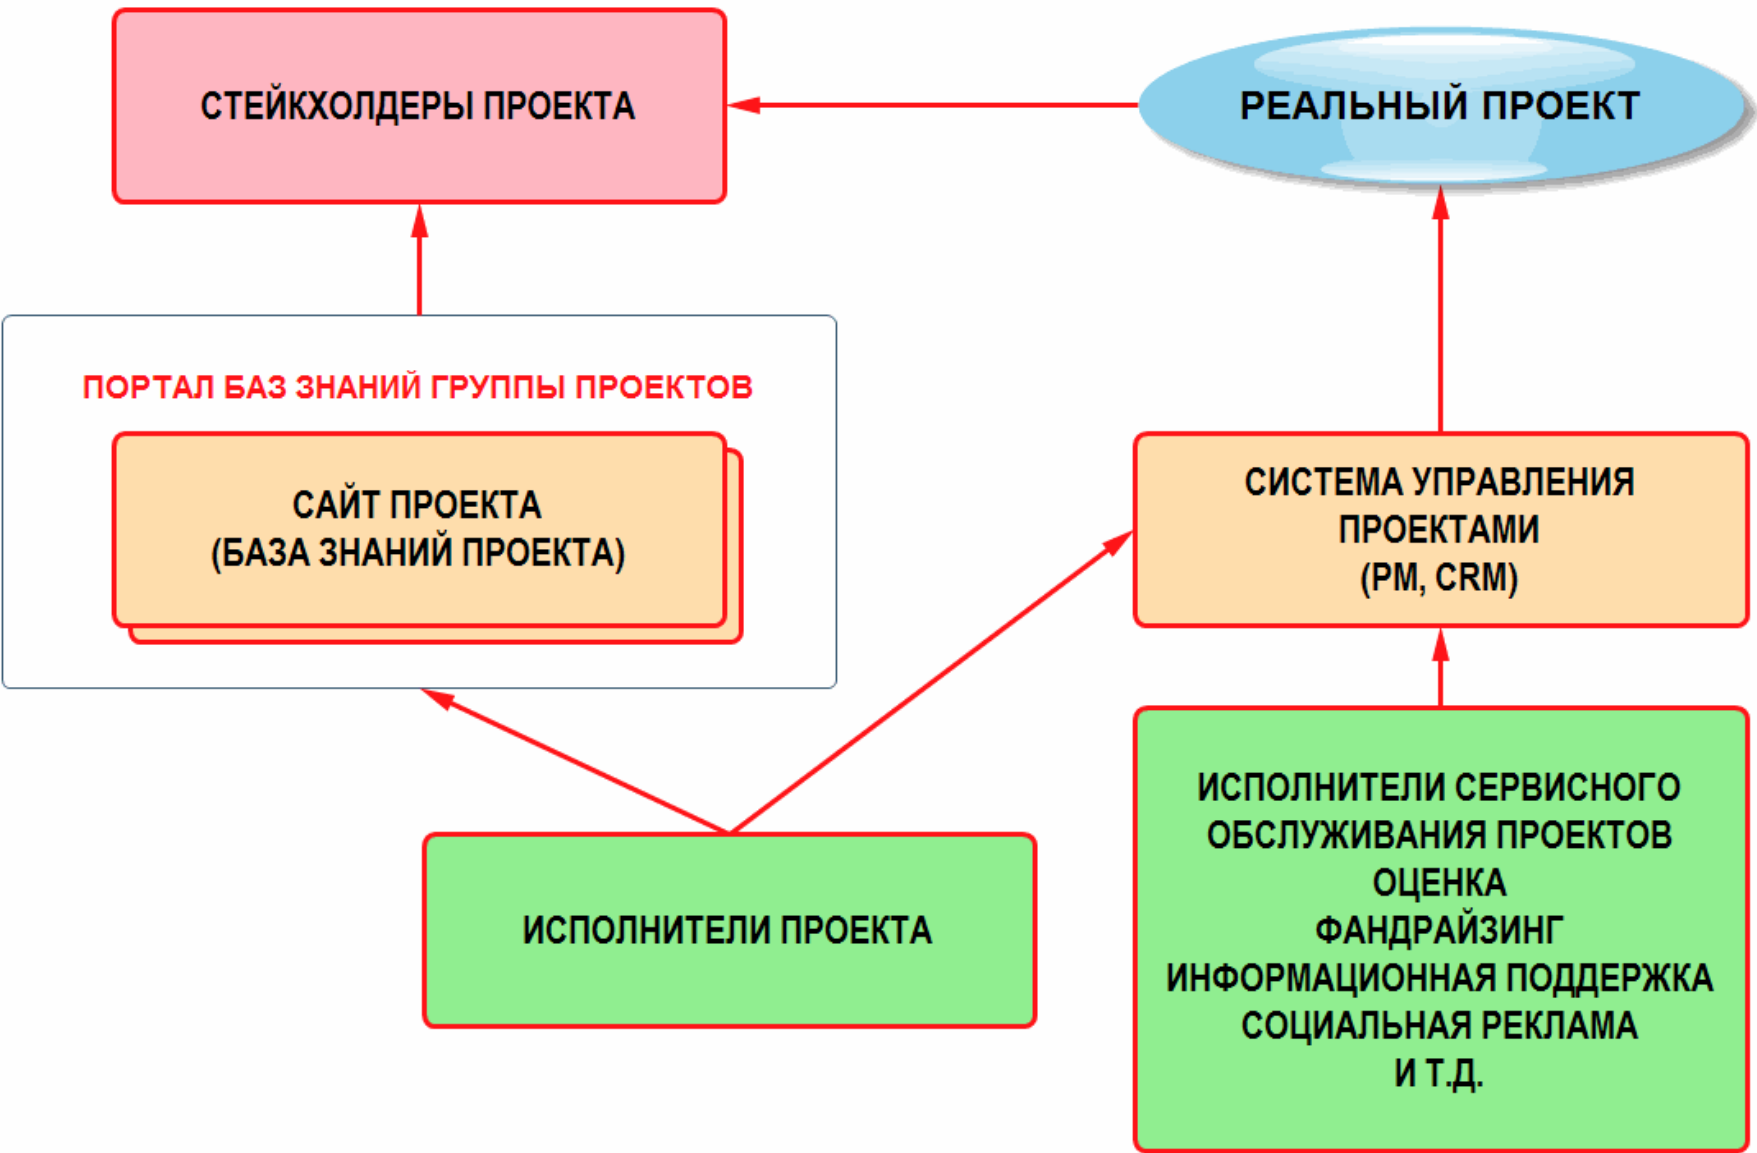 СТЕЙКХОЛДЕРЫ ПРОЕКТА
РЕАЛЬНЫЙ ПРОЕКТ
ПОРТАЛ БАЗ ЗНАНИЙ ГРУППЫ ПРОЕКТОВ
САЙТ ПРОЕКТА
(БАЗА ЗНАНИЙ ПРОЕКТА)
СИСТЕМА УПРАВЛЕНИЯ
ПРОЕКТАМИ
(PM, CRM)
ИСПОЛНИТЕЛИ ПРОЕКТА
ИСПОЛНИТЕЛИ СЕРВИСНОГО
ОБСЛУЖИВАНИЯ ПРОЕКТОВ
ОЦЕНКА
ФАНДРАЙЗИНГ
ИНФОРМАЦИОННАЯ ПОДДЕРЖКА
СОЦИАЛЬНАЯ РЕКЛАМА
И Т.Д.